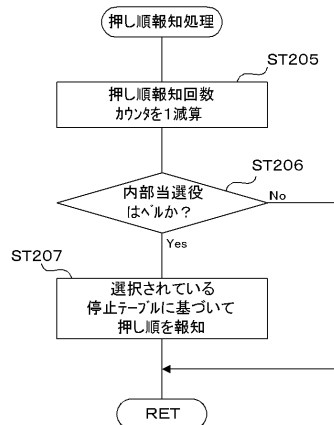 押し順報知処理
ST205
押し順報知回数
カウンタを1減算
ST206
内部当選役
はベルか？
No
Yes
ST207
選択されている
停止テーブルに基づいて
押し順を報知
RET